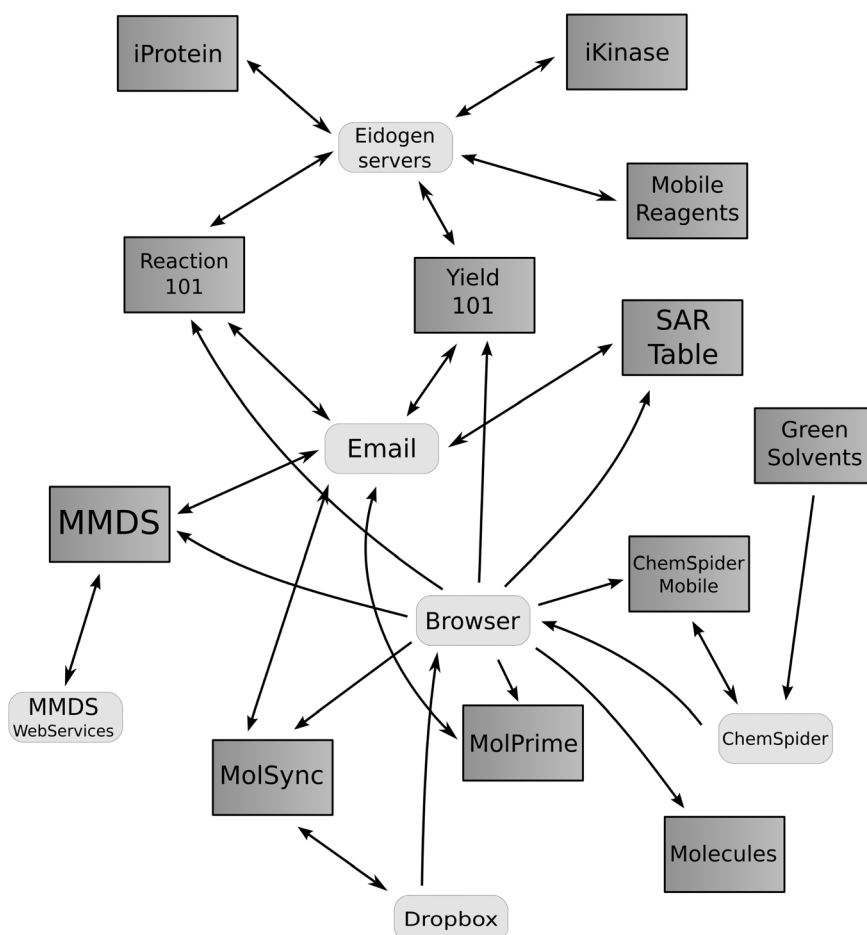 iProtein
iKinase
Eidogen
servers
Mobile
Reagents
Reaction
101
Yield
101
SAR
Table
Green
Solvents
Email
MMDS
ChemSpider
Mobile
Browser
MMDS
WebServices
MolSync
MolPrime
ChemSpider
Molecules
Dropbox